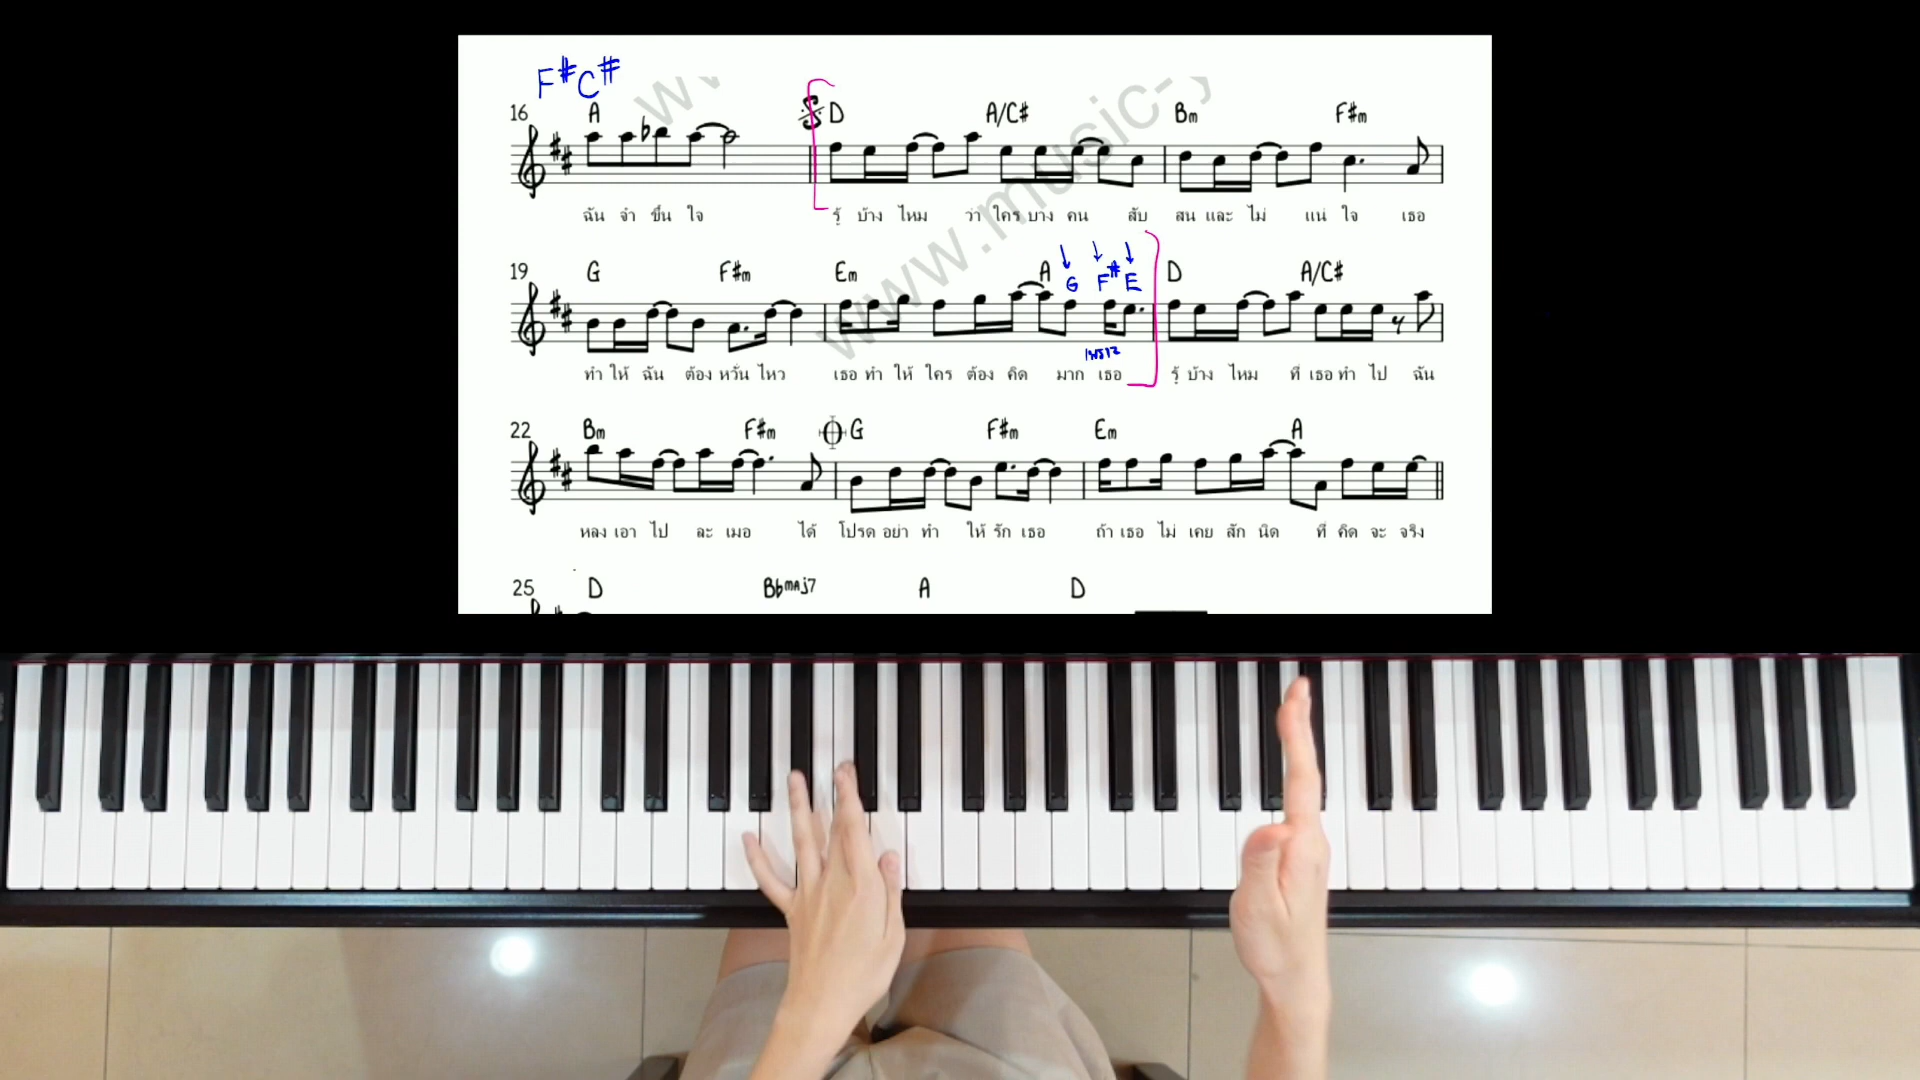 F# C#
16 A D A/C# Bm F#m
ฉัน จำ ขึ้น ใจ รู้ บ้าง ไหม ว่า ใคร บาง คน สับ สน และ ไม่ แน่ ใจ เธอ
19 G F#m Em A G F# E D A/C#
ทำ ให้ ฉัน ต้อง หวั่น ไหว เธอ ทำ ให้ ใคร ต้อง คิด มาก เธอ รู้ บ้าง ไหม ที่ เธอ ทำ ไป ฉัน
22 Bm F#m G F#m Em A
หลง เอา ไป ละ เมอ ได้ โปรด อย่า ทำ ให้ รัก เธอ ถ้า เธอ ไม่ เคย สัก นิด ที่ คิด จะ จริง
25 D Bbmaj7 A D
www.music-